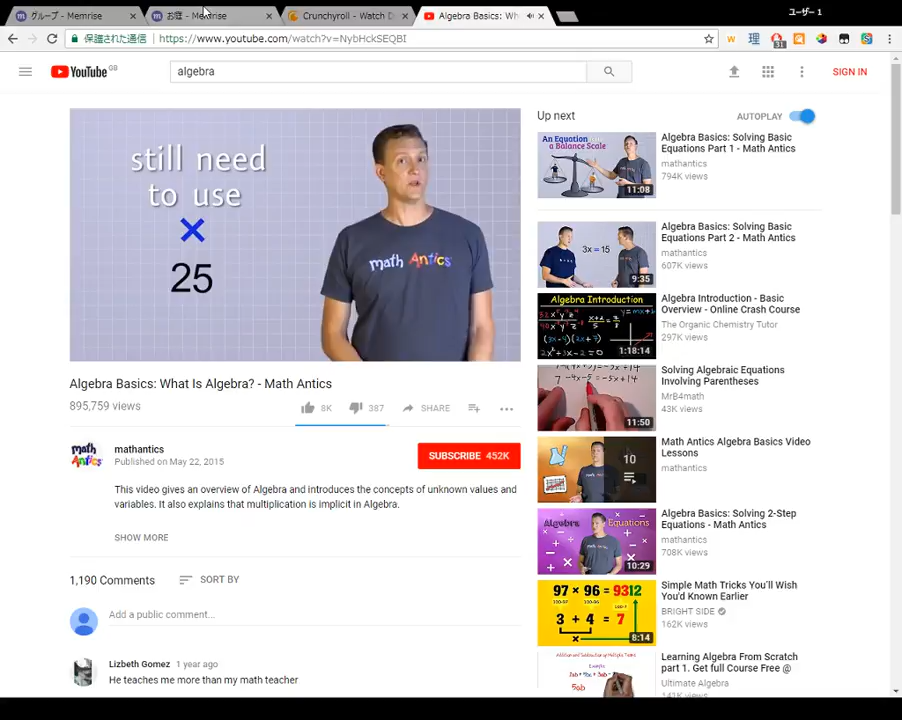 グループ - Memrise
お庭 - Memrise
Crunchyroll - Watch D
Algebra Basics: Wh
ユーザー 1
保護された通信
https://www.youtube.com/watch?v=NybHckSEQBI
理
31
YouTube GB
algebra
SIGN IN
still need
to use
×
25
math Antics
Algebra Basics: What Is Algebra? - Math Antics
895,759 views
8K
387
SHARE
math Antics
mathantics
Published on May 22, 2015
SUBSCRIBE 452K
This video gives an overview of Algebra and introduces the concepts of unknown values and
variables. It also explains that multiplication is implicit in Algebra.
SHOW MORE
1,190 Comments
SORT BY
Add a public comment...
Lizbeth Gomez 1 year ago
He teaches me more than my math teacher
Up next
AUTOPLAY
An Equation
a Balance Scale
11:08
Algebra Basics: Solving Basic
Equations Part 1 - Math Antics
mathantics
794K views
3x = 15
9:35
Algebra Basics: Solving Basic
Equations Part 2 - Math Antics
mathantics
607K views
Algebra Introduction
1:18:14
Algebra Introduction - Basic
Overview - Online Crash Course
The Organic Chemistry Tutor
297K views
11:50
Solving Algebraic Equations
Involving Parentheses
MrB4math
43K views
10
Math Antics Algebra Basics Video
Lessons
mathantics
Algebra Equations
10:29
Algebra Basics: Solving 2-Step
Equations - Math Antics
mathantics
708K views
97 × 96 = 9312
3 + 4 = 7
8:14
Simple Math Tricks You'll Wish
You'd Known Earlier
BRIGHT SIDE
162K views
Learning Algebra From Scratch
part 1. Get full Course Free @
Ultimate Algebra